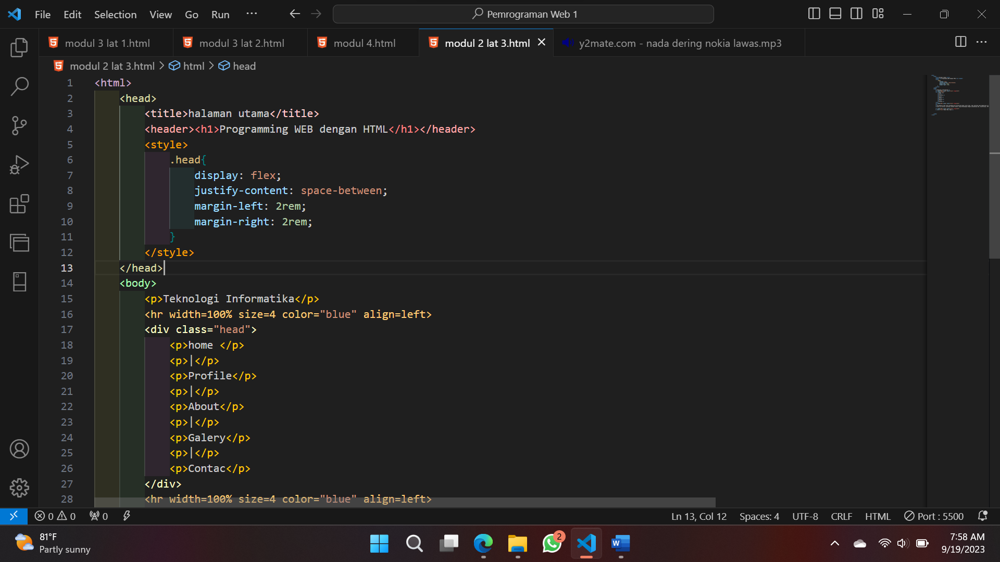 File Edit Selection View Go Run ··· Pemrograman Web 1
modul 3 lat 1.html modul 3 lat 2.html modul 4.html modul 2 lat 3.html y2mate.com - nada dering nokia lawas.mp3
modul 2 lat 3.html > html > head
1 <html>
2 <head>
3 <title>halaman utama</title>
4 <header><h1>Programming WEB dengan HTML</h1></header>
5 <style>
6 .head{
7 display: flex;
8 justify-content: space-between;
9 margin-left: 2rem;
10 margin-right: 2rem;
11 }
12 </style>
13 </head>
14 <body>
15 <p>Teknologi Informatika</p>
16 <hr width=100% size=4 color="blue" align=left>
17 <div class="head">
18 <p>home </p>
19 <p>|</p>
20 <p>Profile</p>
21 <p>|</p>
22 <p>About</p>
23 <p>|</p>
24 <p>Galery</p>
25 <p>|</p>
26 <p>Contac</p>
27 </div>
28 <hr width=100% size=4 color="blue" align=left>
0 0 0 Ln 13, Col 12 Spaces: 4 UTF-8 CRLF HTML Port : 5500
81°F
Partly sunny
2
7:58 AM
9/19/2023